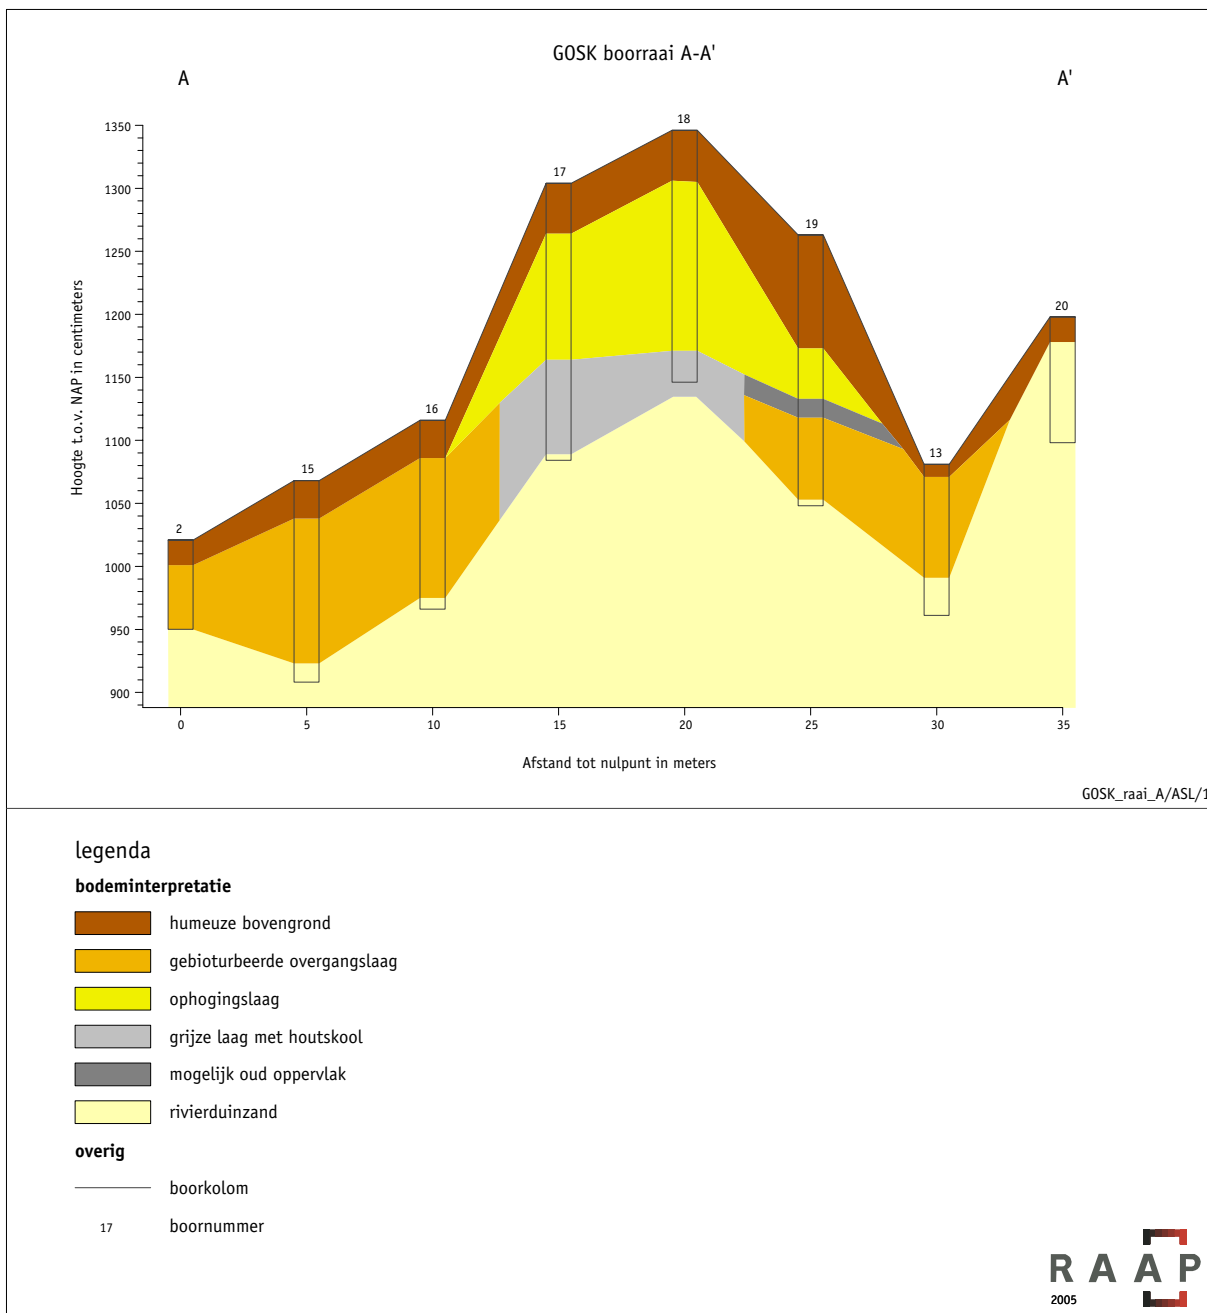 GOSK boorraai A-A'
A A'
18
1350
17
1300
19
1250
20
1200
16
1150
13
1100
15
1050
2
1000
950
900
Hoogte t.o.v. NAP in centimeters
0 5 10 15 20 25 30 35
Afstand tot nulpunt in meters
GOSK_raai_A/ASL/1
legenda
bodeminterpretatie
humeuze bovengrond
gebioturbeerde overgangslaag
ophogingslaag
grijze laag met houtskool
mogelijk oud oppervlak
rivierduinzand
overig
boorkolom
17 boornummer
RAAP
2005